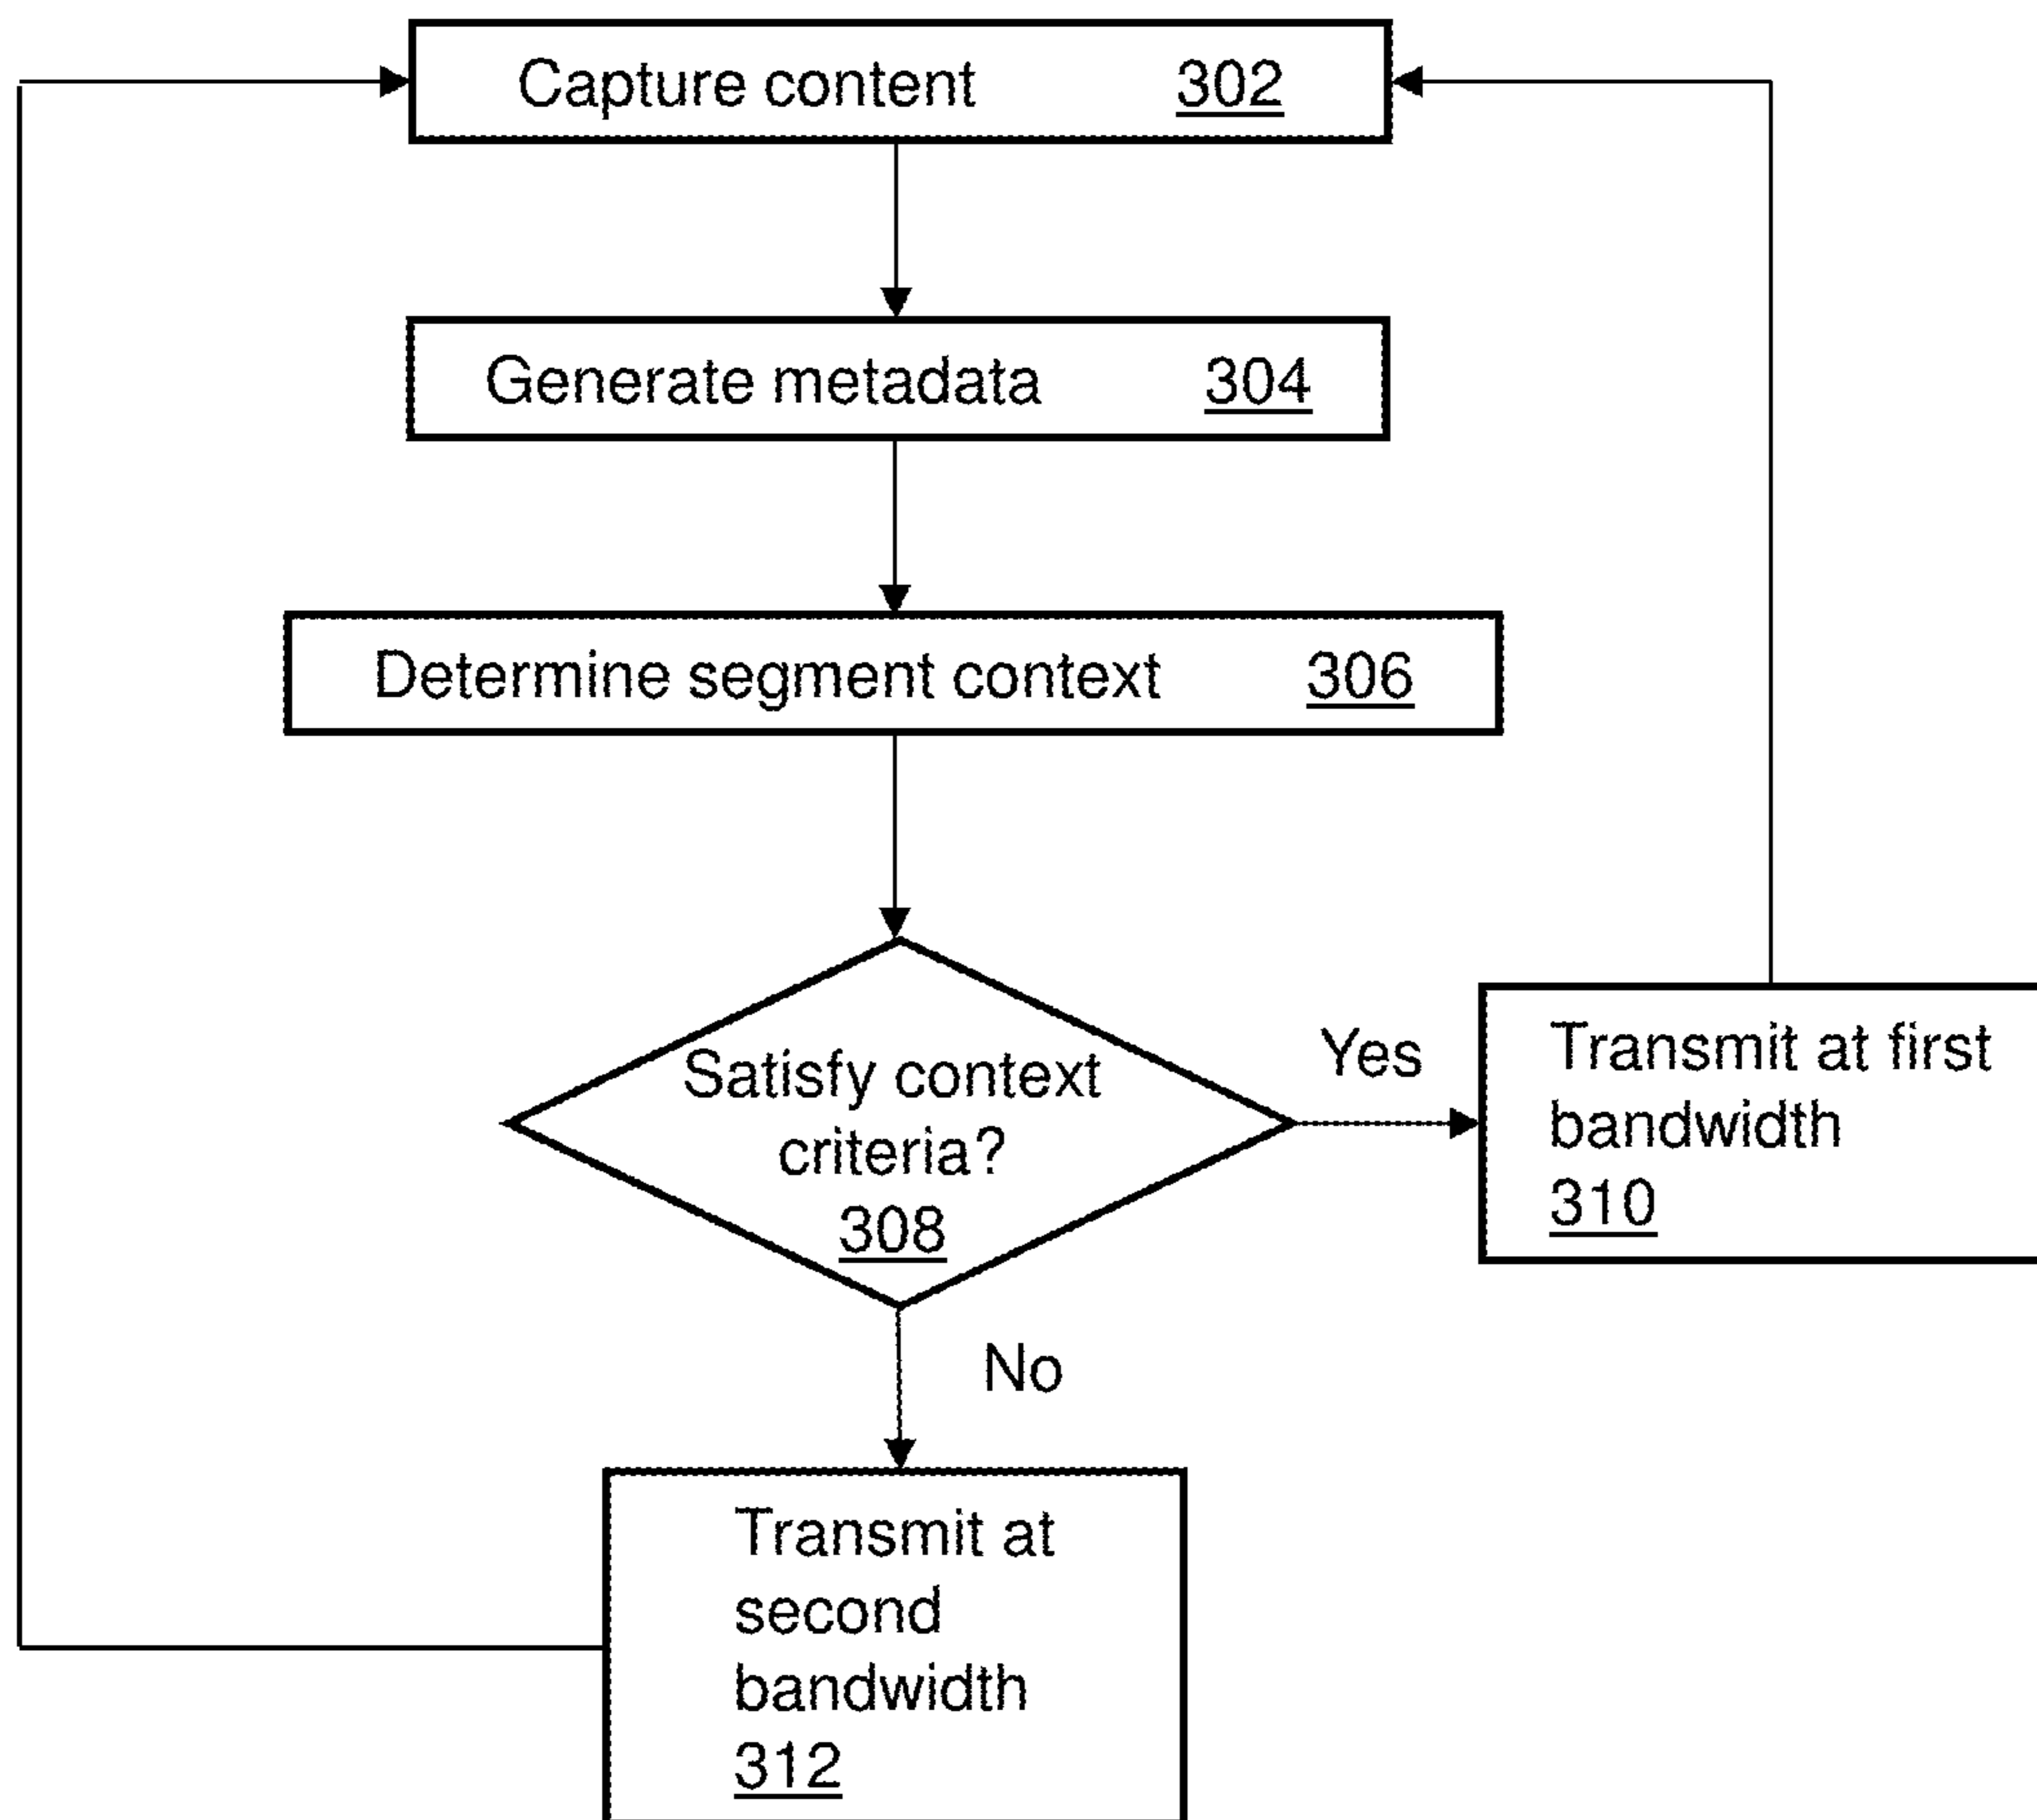 Capture content 302
Generate metadata 304
Determine segment context 306
Satisfy context
criteria?
308
Yes
Transmit at first
bandwidth
310
No
Transmit at
second
bandwidth
312